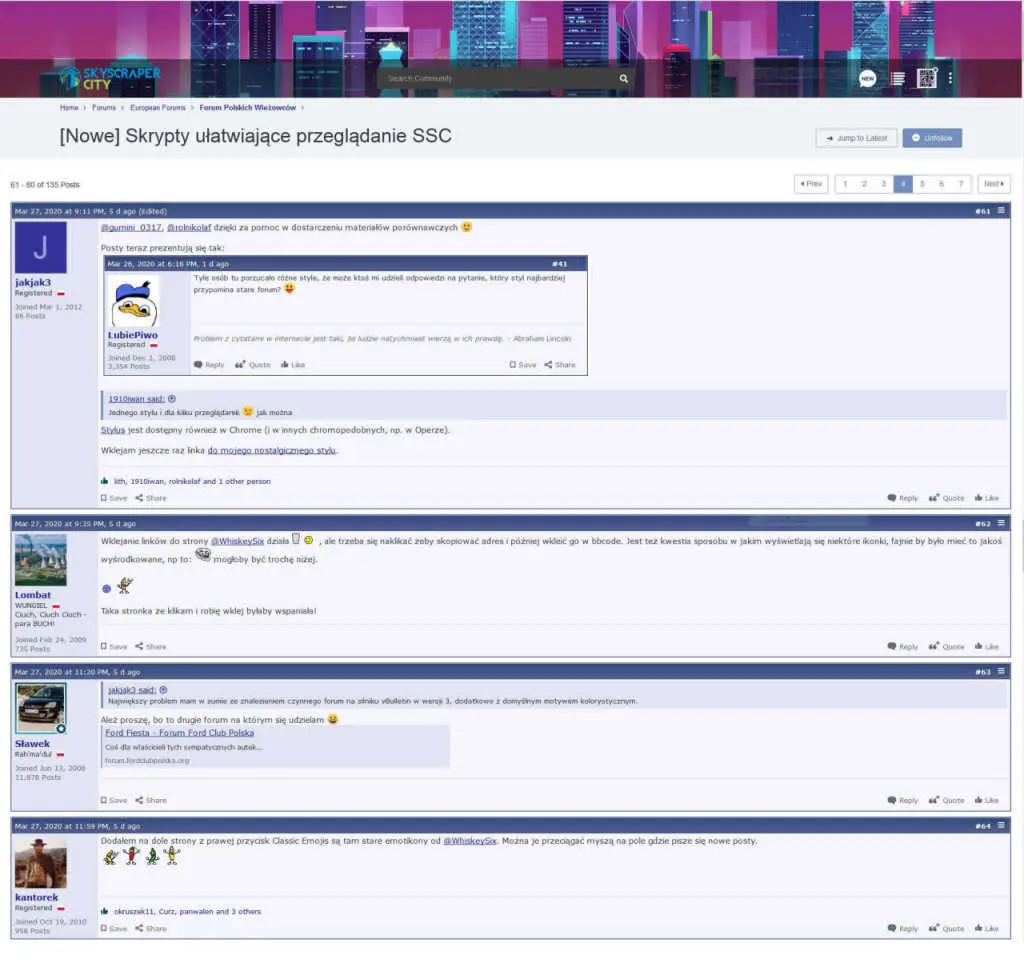 SKYSCRAPER
CITY
Search Community
NEW
Home > Forums > European Forums > Forum Polskich Wieżowców >
[Nowe] Skrypty ułatwiające przeglądanie SSC
Jump to Latest
Unfollow
61 - 80 of 135 Posts
Prev 1 2 3 4 5 6 7 Next
Mar 27, 2020 at 9:11 PM, 5 d ago (Edited) #61
J
jakjak3
Registered
Joined Mar 1, 2012
66 Posts
@gumini_0317, @rolnikolaf dzięki za pomoc w dostarczeniu materiałów porównawczych
Posty teraz prezentują się tak:
Mar 26, 2020 at 6:16 PM, 1 d ago #41
LubiePiwo
Registered
Joined Dec 1, 2008
3,354 Posts
Tyle osób tu porzucało różne style, że może ktoś mi udzieli odpowiedzi na pytanie, który styl najbardziej
przypomina stare forum?
Problem z cytatami w internecie jest taki, że ludzie natychmiast wierzą w ich prawdę. - Abraham Lincoln
Reply Quote Like Save Share
1910iwan said:
Jednego stylu i dla kilku przeglądarek jak można
Stylus jest dostępny również w Chrome (i w innych chromopodobnych, np. w Operze).
Wklejam jeszcze raz linka do mojego nostalgicznego stylu.
lith, 1910iwan, rolnikolaf and 1 other person
Save Share Reply Quote Like
Mar 27, 2020 at 9:35 PM, 5 d ago #62
Lombat
WUNGIEL
Ciuch, Ciuch Ciuch -
para BUCH!
Joined Feb 24, 2009
735 Posts
Wklejanie linków do strony @WhiskeySix działa , ale trzeba się naklikać żeby skopiować adres i później wkleić go w bbcode. Jest też kwestia sposobu w jakim wyświetlają się niektóre ikonki, fajnie by było mieć to jakoś
wyśrodkowane, np to: mogłoby być trochę niżej.
Taka stronka ze klikam i robię wklej byłaby wspaniała!
Save Share Reply Quote Like
Mar 27, 2020 at 11:20 PM, 5 d ago #63
Sławek
Rah'ma'dul
Joined Jun 13, 2006
11,878 Posts
jakjak3 said:
Największy problem mam w sumie ze znalezieniem czynnego forum na silniku vBulletin w wersji 3, dodatkowo z domyślnym motywem kolorystycznym.
Ależ proszę, bo to drugie forum na którym się udzielam
Ford Fiesta - Forum Ford Club Polska
Coś dla właścicieli tych sympatycznych autek...
forum.fordclubpolska.org
Save Share Reply Quote Like
Mar 27, 2020 at 11:59 PM, 5 d ago #64
kantorek
Registered
Joined Oct 19, 2010
956 Posts
Dodałem na dole strony z prawej przycisk Classic Emojis są tam stare emotikony od @WhiskeySix. Można je przeciągać myszą na pole gdzie pisze się nowe posty.
okruszek11, Curz, panwalen and 3 others
Save Share Reply Quote Like